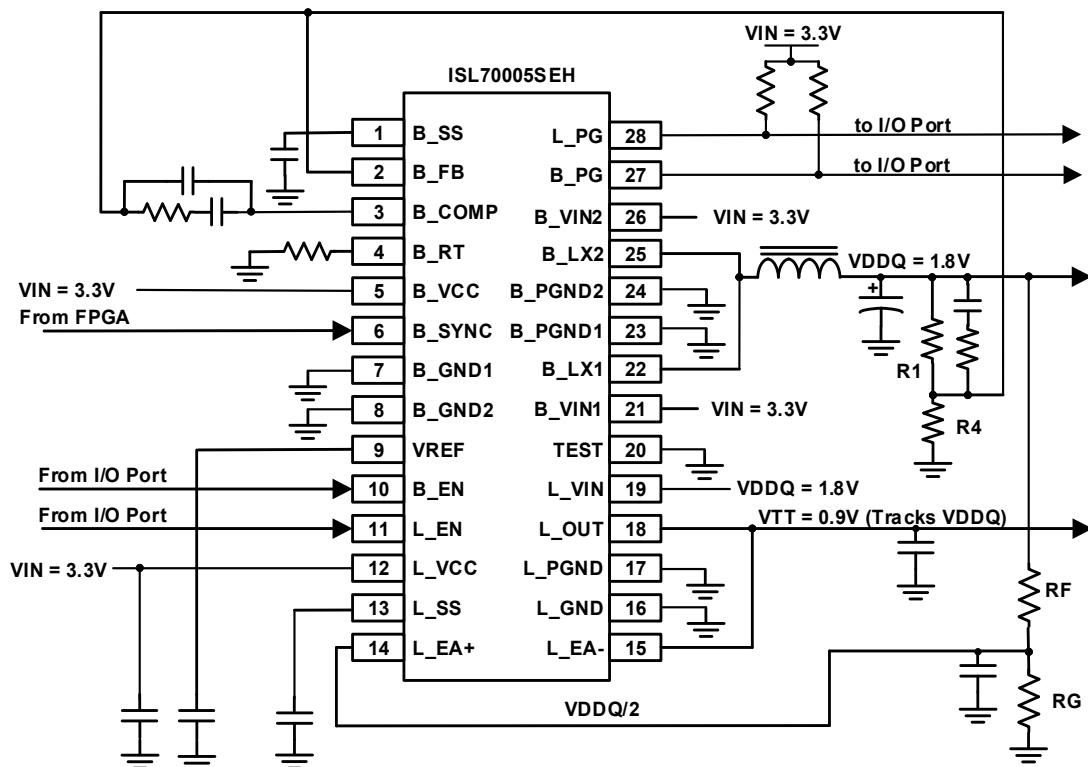 VIN = 3.3V
ISL70005SEH
1 B_SS
L_PG 28
to I/O Port
2 B_FB
B_PG 27
to I/O Port
3 B_COMP
B_VIN2 26
VIN = 3.3V
4 B_RT
B_LX2 25
VDDQ = 1.8V
VIN = 3.3V
5 B_VCC
B_PGND2 24
+
From FPGA
6 B_SYNC
B_PGND1 23
7 B_GND1
B_LX1 22
R1
8 B_GND2
B_VIN1 21
VIN = 3.3V
R4
9 VREF
TEST 20
From I/O Port
10 B_EN
L_VIN 19
VDDQ = 1.8V
From I/O Port
11 L_EN
L_OUT 18
VTT = 0.9V (Tracks VDDQ)
VIN = 3.3V
12 L_VCC
L_PGND 17
RF
13 L_SS
L_GND 16
14 L_EA+
L_EA- 15
VDDQ/2
RG